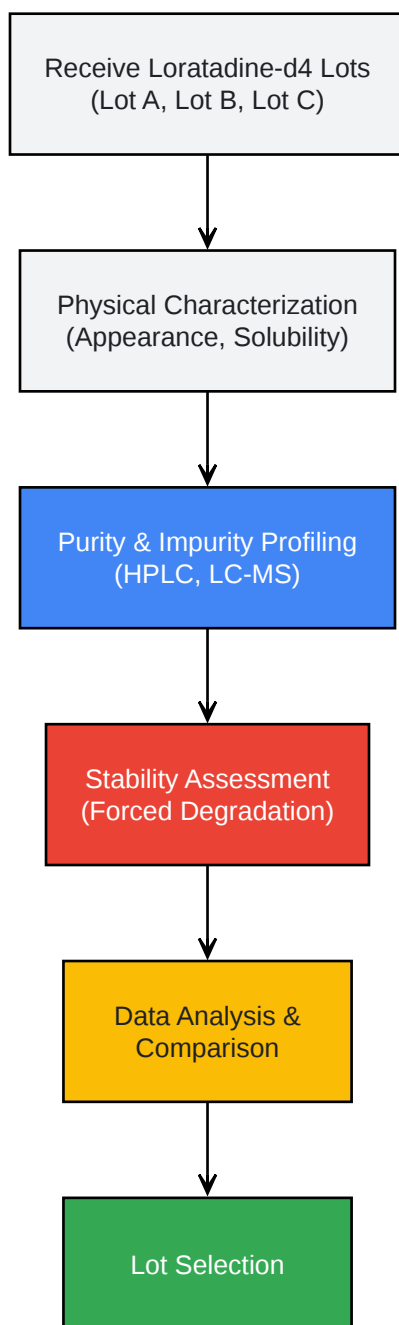 Receive Loratadine-d4 Lots
(Lot A, Lot B, Lot C)
Physical Characterization
(Appearance, Solubility)
Purity & Impurity Profiling
(HPLC, LC-MS)
Stability Assessment
(Forced Degradation)
Data Analysis &
Comparison
Lot Selection